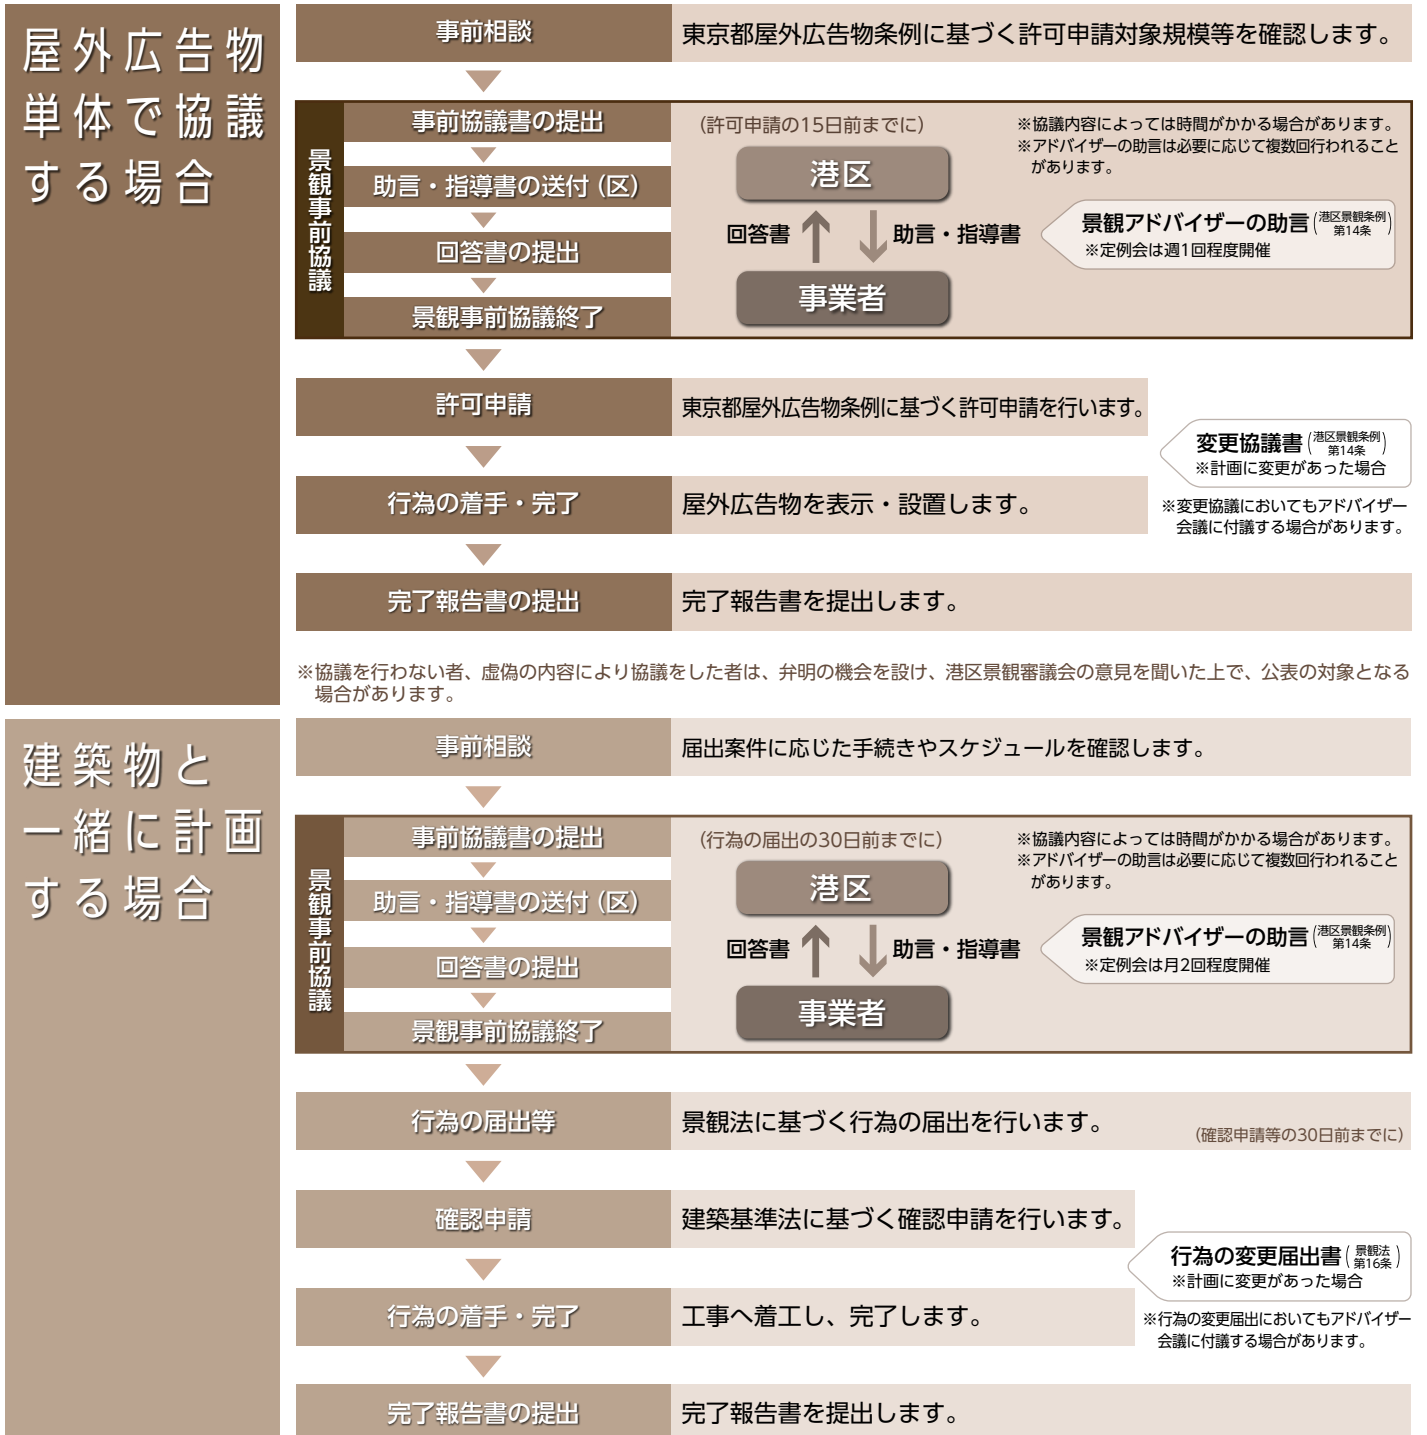 屋外広告物
単体で協議
する場合
事前相談
東京都屋外広告物条例に基づく許可申請対象規模等を確認します。
景観事前協議
事前協議書の提出
助言・指導書の送付（区）
回答書の提出
景観事前協議終了
（許可申請の15日前までに）
港区
回答書
助言・指導書
事業者
※協議内容によっては時間がかかる場合があります。
※アドバイザーの助言は必要に応じて複数回行われること
があります。
景観アドバイザーの助言（港区景観条例
第14条）
※定例会は週1回程度開催
許可申請
東京都屋外広告物条例に基づく許可申請を行います。
変更協議書（港区景観条例
第14条）
※計画に変更があった場合
※変更協議においてもアドバイザー
会議に付議する場合があります。
行為の着手・完了
屋外広告物を表示・設置します。
完了報告書の提出
完了報告書を提出します。
※協議を行わない者、虚偽の内容により協議をした者は、弁明の機会を設け、港区景観審議会の意見を聞いた上で、公表の対象となる
場合があります。
建築物と
一緒に計画
する場合
事前相談
届出案件に応じた手続きやスケジュールを確認します。
景観事前協議
事前協議書の提出
助言・指導書の送付（区）
回答書の提出
景観事前協議終了
（行為の届出の30日前までに）
港区
回答書
助言・指導書
事業者
※協議内容によっては時間がかかる場合があります。
※アドバイザーの助言は必要に応じて複数回行われること
があります。
景観アドバイザーの助言（港区景観条例
第14条）
※定例会は月2回程度開催
行為の届出等
景観法に基づく行為の届出を行います。
（確認申請等の30日前までに）
確認申請
建築基準法に基づく確認申請を行います。
行為の変更届出書（景観法
第16条）
※計画に変更があった場合
※行為の変更届出においてもアドバイザー
会議に付議する場合があります。
行為の着手・完了
工事へ着工し、完了します。
完了報告書の提出
完了報告書を提出します。